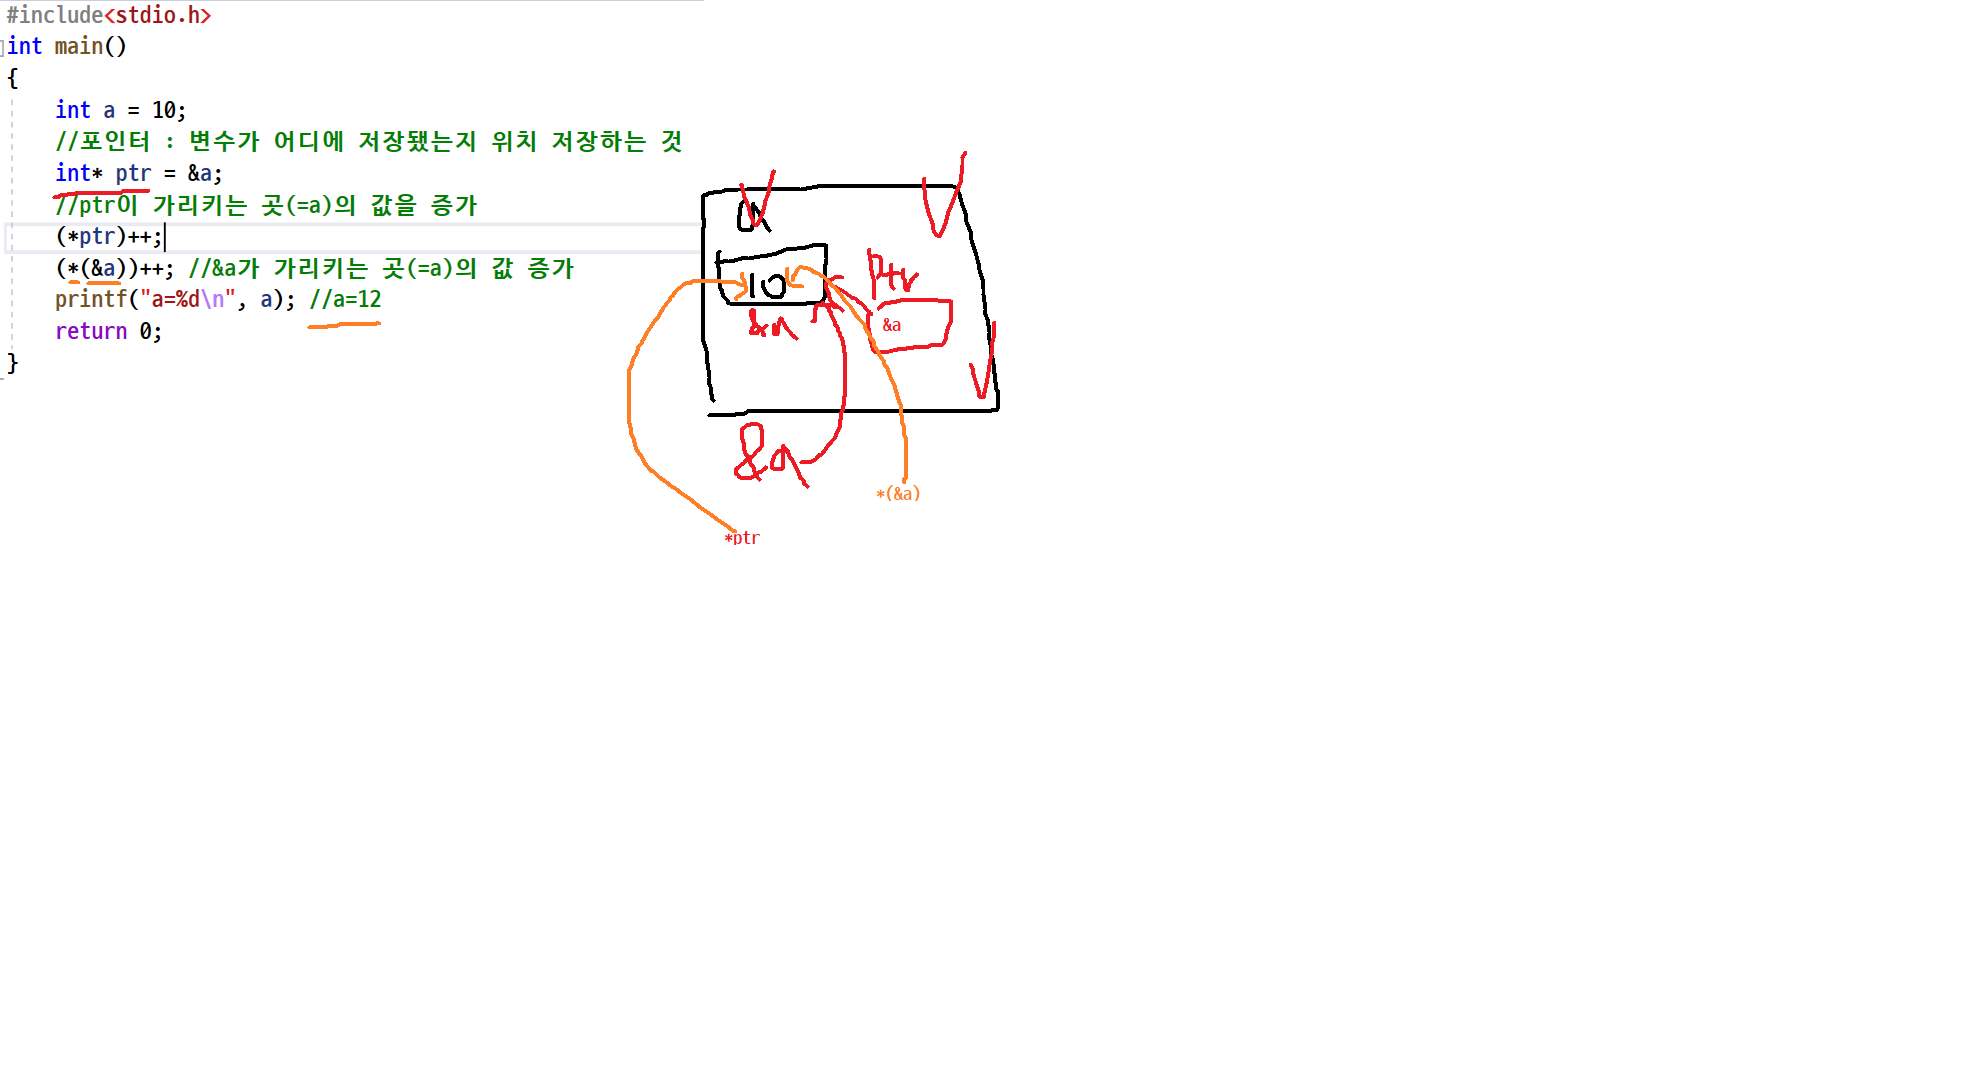 #include<stdio.h>
int main()
{
int a = 10;
//포인터 : 변수가 어디에 저장됐는지 위치 저장하는 것
int* ptr = &a;
//ptr이 가리키는 곳(=a)의 값을 증가
(*ptr)++;
(*(&a))++; //&a가 가리키는 곳(=a)의 값 증가
printf("a=%d\n", a); //a=12
return 0;
}
a
10
ptr
&a
&a
&a
*(&a)
*ptr